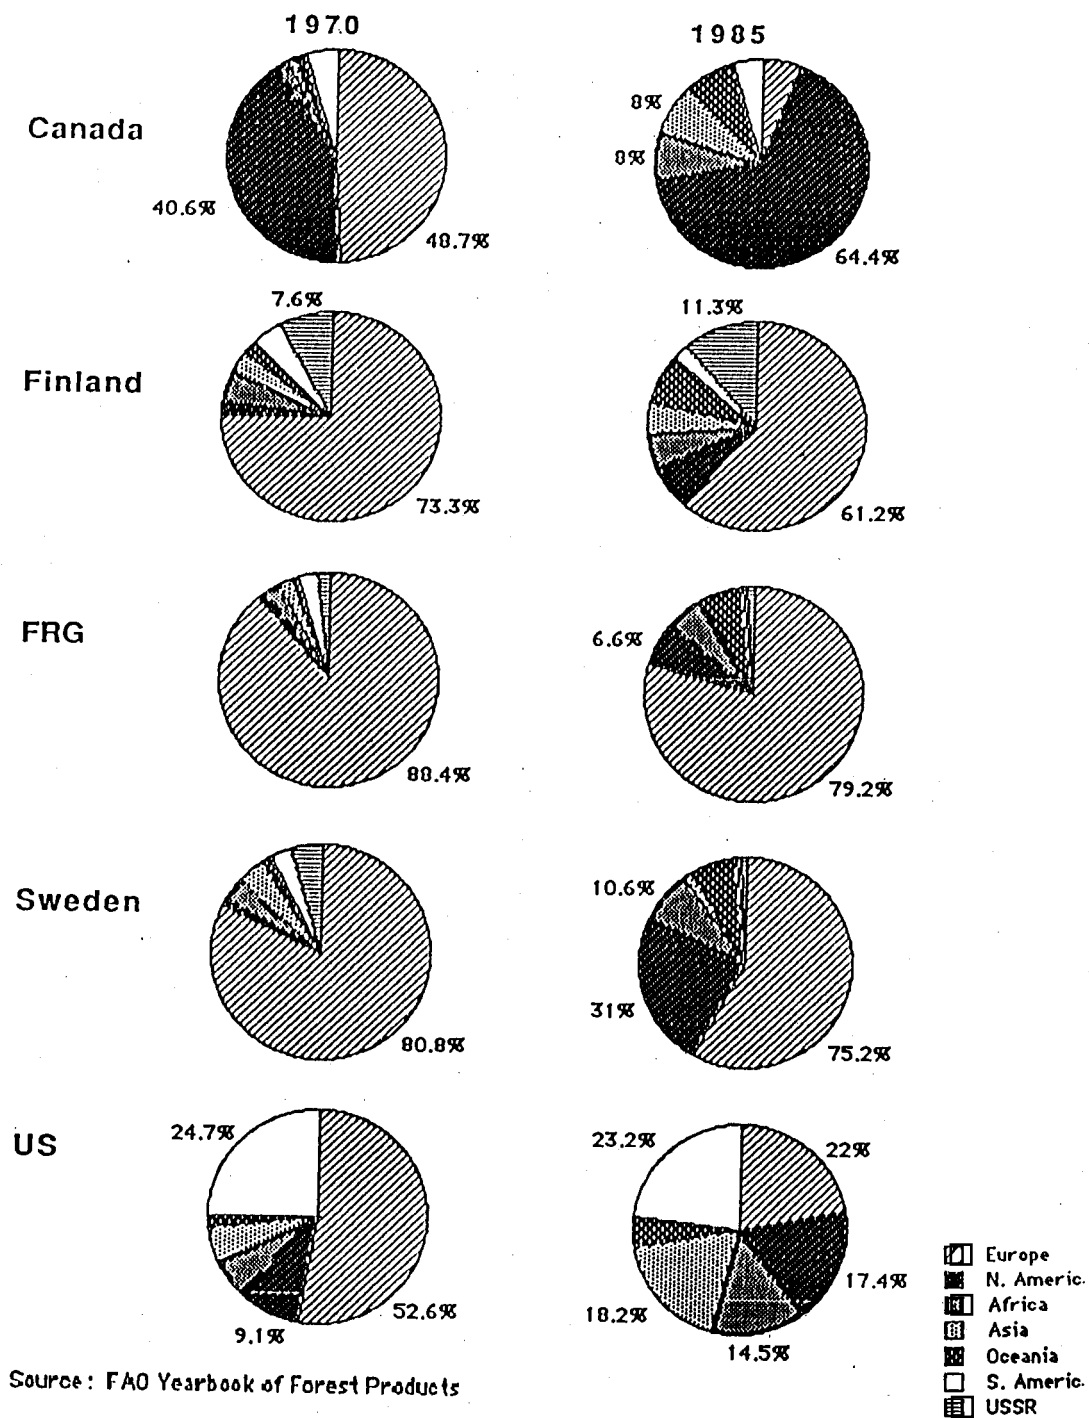 1970 1985
Canada
8%
8%
40.6%
48.7%
64.4%
7.6%
11.3%
Finland
73.3%
61.2%
FRG
6.6%
88.4%
79.2%
Sweden
10.6%
31%
80.8%
75.2%
US
24.7%
23.2%
22%
52.6%
9.1%
17.4%
18.2%
14.5%
Europe
N. Americ.
Africa
Asia
Oceania
S. Americ.
USSR
Source: FAO Yearbook of Forest Products